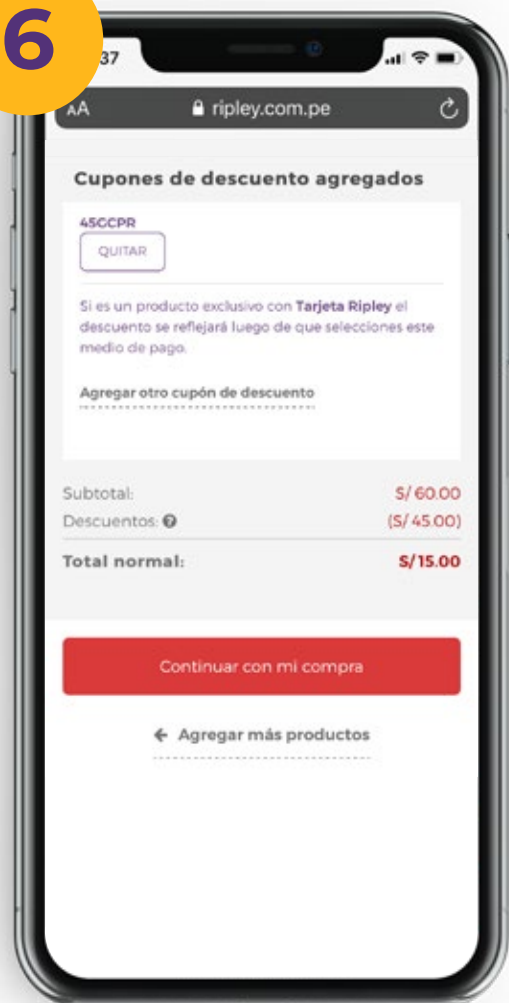 6
37
AA ripley.com.pe
Cupones de descuento agregados
45GCPR
QUITAR
Si es un producto exclusivo con Tarjeta Ripley el
descuento se reflejará luego de que selecciones este
medio de pago.
Agregar otro cupón de descuento
Subtotal: S/ 60.00
Descuentos: (S/ 45.00)
Total normal: S/ 15.00
Continuar con mi compra
Agregar más productos